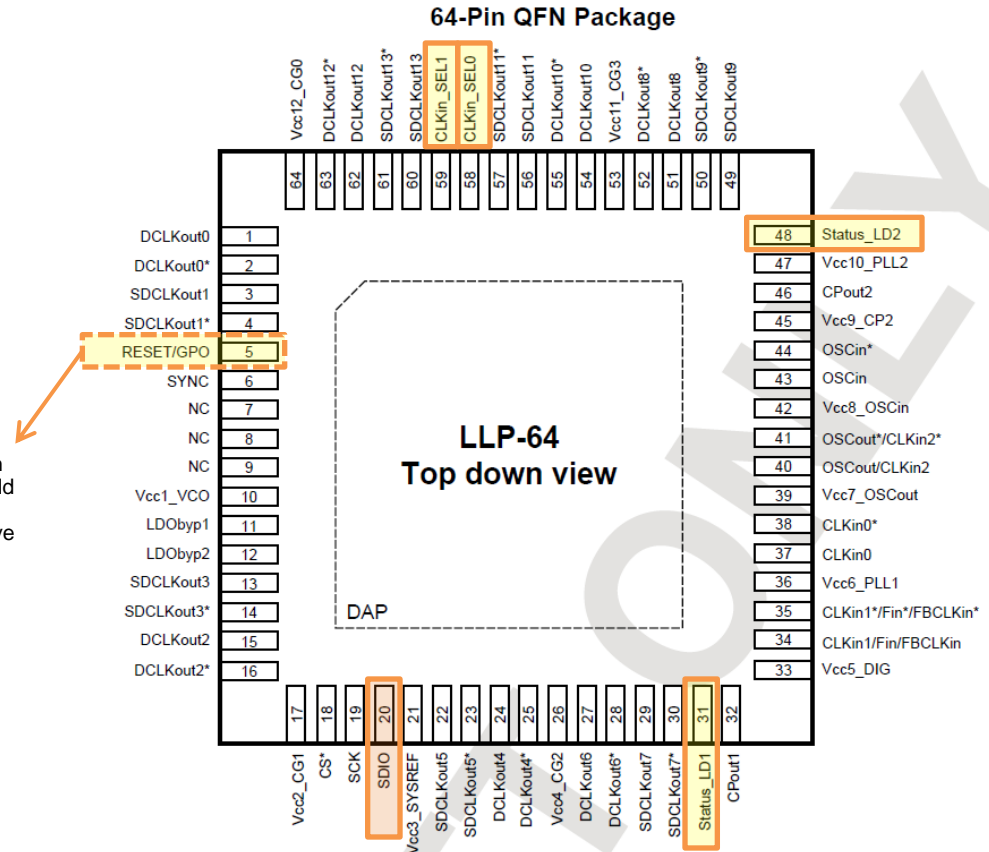 64-Pin QFN Package
Vcc12_CG0
DCLKout12*
DCLKout12
SDCLKout13*
SDCLKout13
CLKin_SEL1
CLKin_SEL0
SDCLKout11*
SDCLKout11
DCLKout10*
DCLKout10
Vcc11_CG3
DCLKout8*
DCLKout8
SDCLKout9*
SDCLKout9
64 63 62 61 60 59 58 57 56 55 54 53 52 51 50 49
DCLKout0 1
DCLKout0* 2
SDCLKout1 3
SDCLKout1* 4
RESET/GPO 5
SYNC 6
NC 7
NC 8
NC 9
Vcc1_VCO 10
LDObyp1 11
LDObyp2 12
SDCLKout3 13
SDCLKout3* 14
DCLKout2 15
DCLKout2* 16
LLP-64
Top down view
DAP
48 Status_LD2
47 Vcc10_PLL2
46 CPout2
45 Vcc9_CP2
44 OSCin*
43 OSCin
42 Vcc8_OSCin
41 OSCout*/CLKin2*
40 OSCout/CLKin2
39 Vcc7_OSCout
38 CLKin0*
37 CLKin0
36 Vcc6_PLL1
35 CLKin1*/Fin*/FBCLKin*
34 CLKin1/Fin/FBCLKin
33 Vcc5_DIG
17 18 19 20 21 22 23 24 25 26 27 28 29 30 31 32
Vcc2_CG1
CS*
SCK
SDIO
Vcc3_SYSREF
SDCLKout5
SDCLKout5*
DCLKout4
DCLKout4*
Vcc4_CG2
DCLKout6
DCLKout6*
SDCLKout7
SDCLKout7*
Status_LD1
CPout1
ONLY